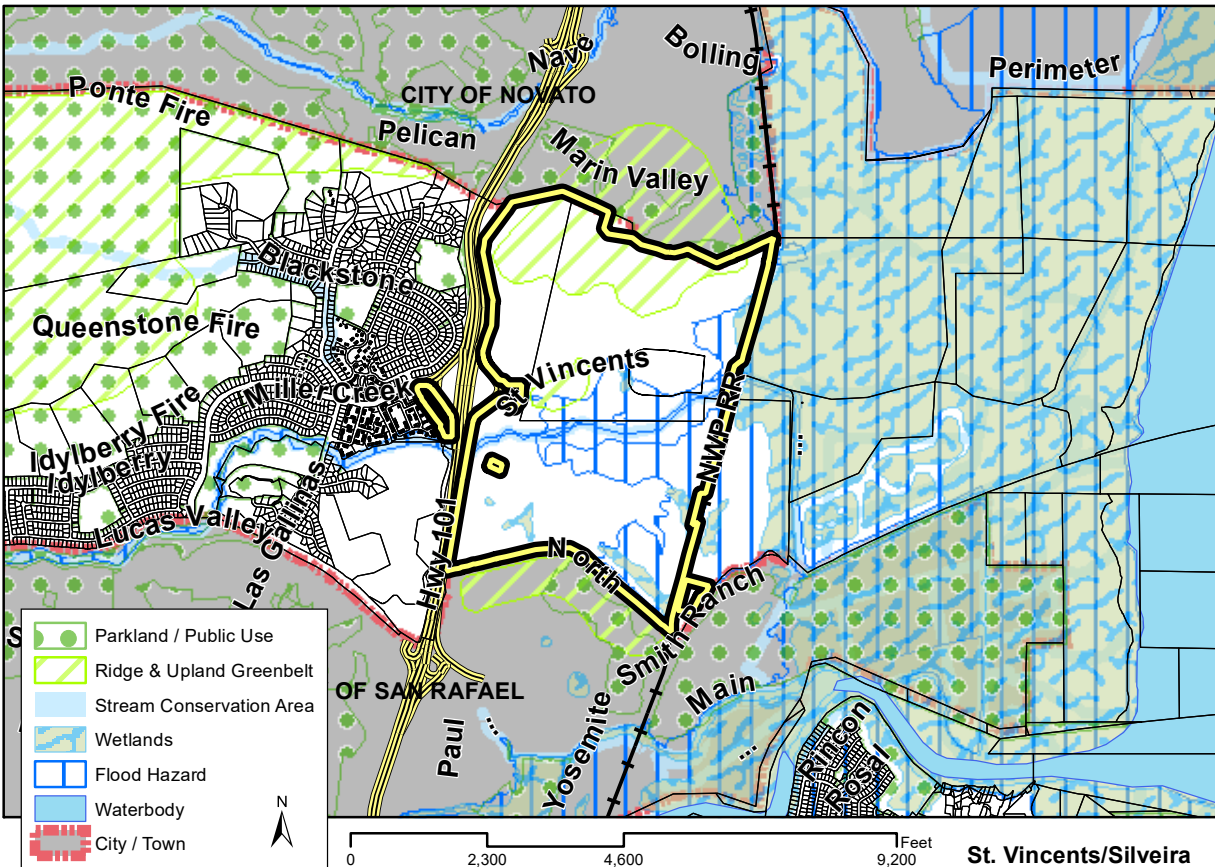 Nave
Bolling
Perimeter
Ponte Fire
CITY OF NOVATO
Pelican
Marin Valley
Blackstone
Queenstone Fire
St Vincents
Miller Creek
Idylberry Fire
Idylberry
NWP RR
...
Lucas Valley
Las Gallinas
Hwy 101
North
Smith Ranch
OF SAN RAFAEL
Main
Paul
...
Yosemite
...
Rincon
Rosal
S
Parkland / Public Use
Ridge & Upland Greenbelt
Stream Conservation Area
Wetlands
Flood Hazard
Waterbody
City / Town
N
Feet
0 2,300 4,600 9,200
St. Vincents/Silveira